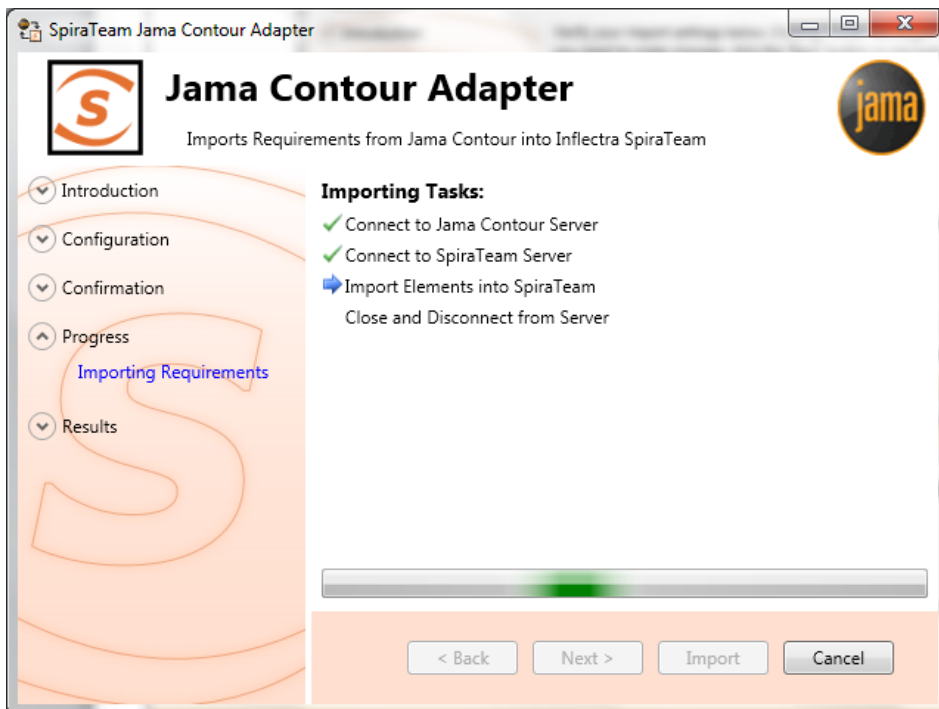 SpiraTeam Jama Contour Adapter
S
Jama Contour Adapter
jama
Imports Requirements from Jama Contour into Inflectra SpiraTeam
Introduction
Configuration
Confirmation
Progress
Importing Requirements
Results
Importing Tasks:
Connect to Jama Contour Server
Connect to SpiraTeam Server
Import Elements into SpiraTeam
Close and Disconnect from Server
< Back
Next >
Import
Cancel